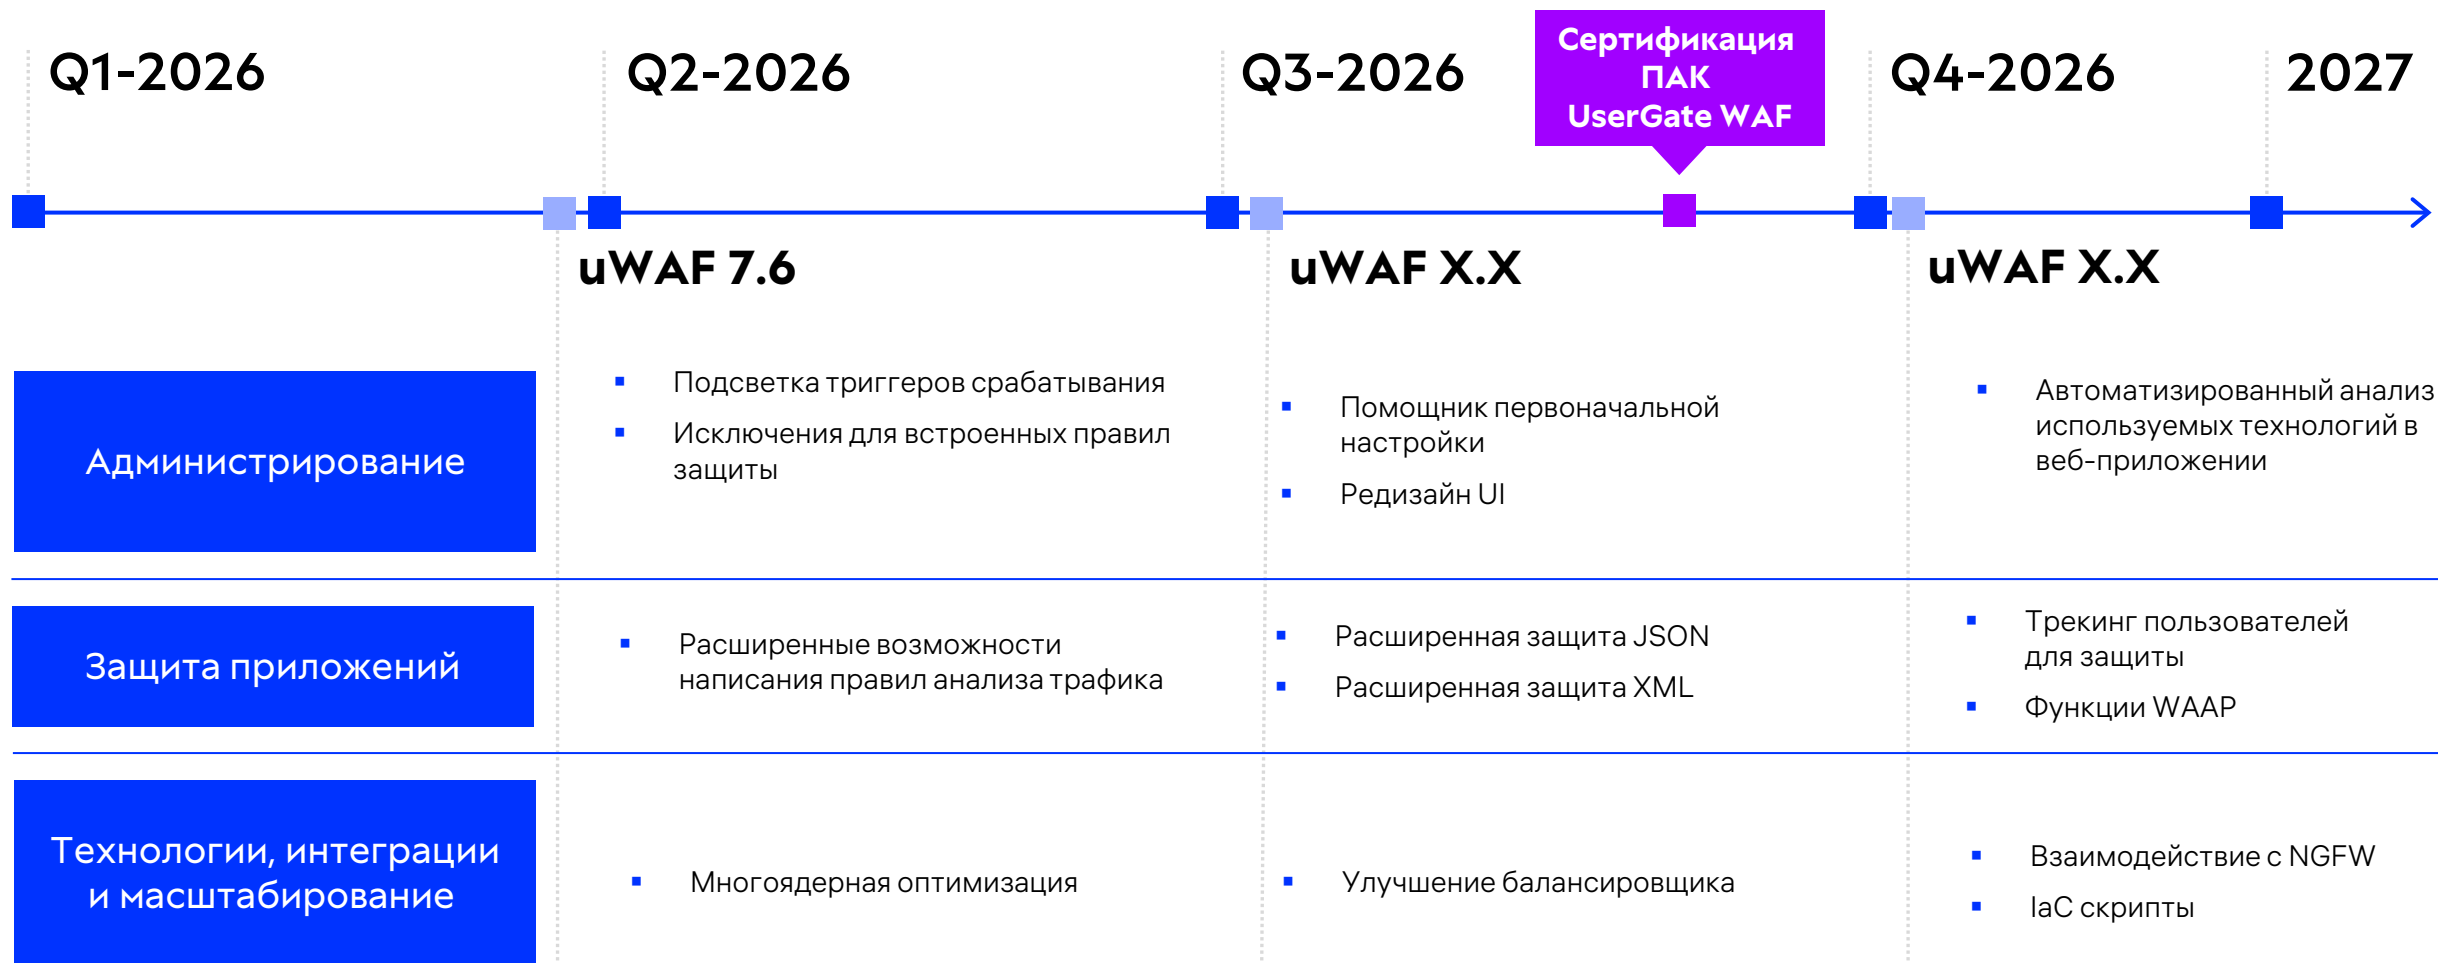 Q1-2026
Q2-2026
Q3-2026
Сертификация
ПАК
UserGate WAF
Q4-2026
2027
uWAF 7.6
uWAF X.X
uWAF X.X
Администрирование
Подсветка триггеров срабатывания
Исключения для встроенных правил
защиты
Помощник первоначальной
настройки
Редизайн UI
Автоматизированный анализ
используемых технологий в
веб-приложении
Защита приложений
Расширенные возможности
написания правил анализа трафика
Расширенная защита JSON
Расширенная защита XML
Трекинг пользователей
для защиты
Функции WAAP
Технологии, интеграции
и масштабирование
Многоядерная оптимизация
Улучшение балансировщика
Взаимодействие с NGFW
IaC скрипты